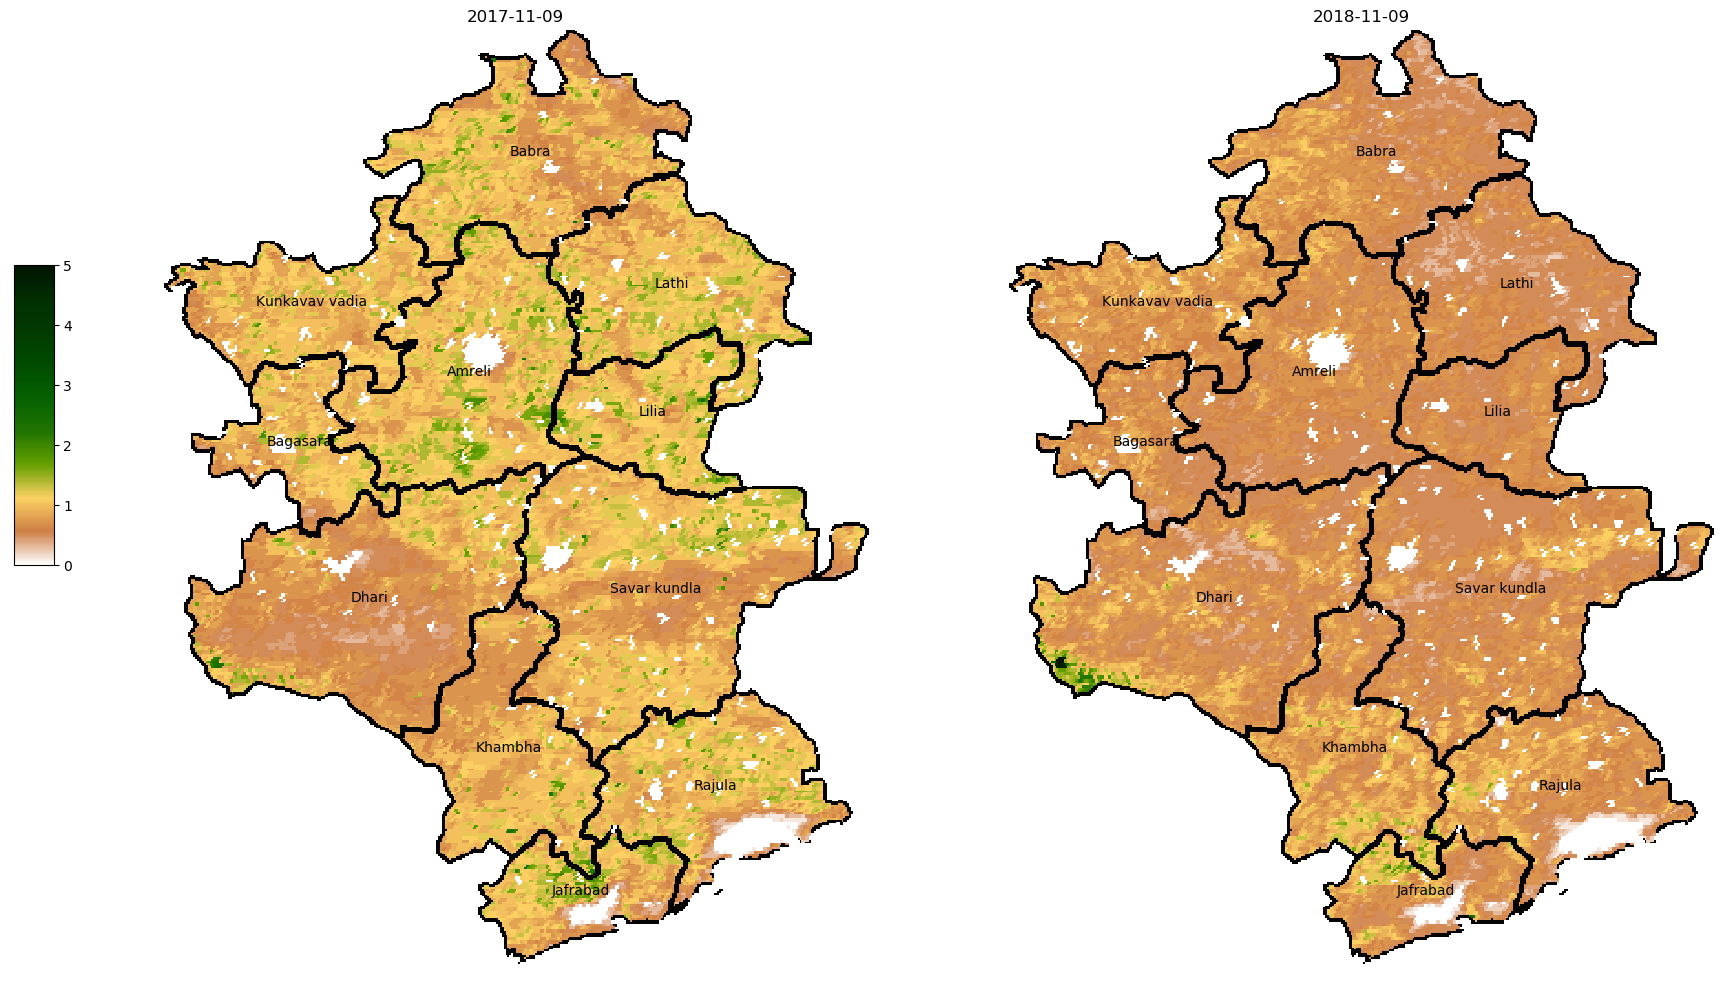 2017-11-09
2018-11-09
5
4
3
2
1
0
Babra
Lathi
Kunkavav vadia
Amreli
Lilia
Bagasara
Savar kundla
Dhari
Khambha
Rajula
Jafrabad
Babra
Lathi
Kunkavav vadia
Amreli
Lilia
Bagasara
Savar kundla
Dhari
Khambha
Rajula
Jafrabad